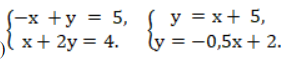 {-x + y = 5, { y = x + 5,
) { x + 2y = 4. { y = -0,5x + 2.